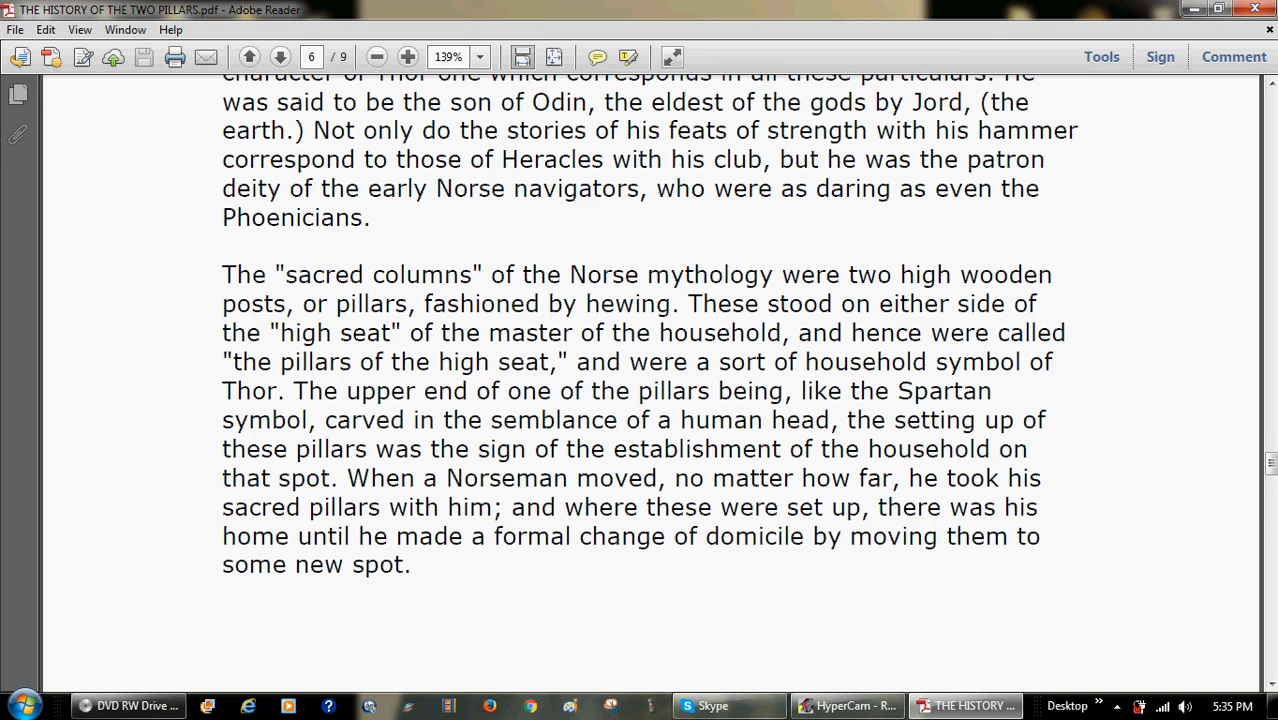 THE HISTORY OF THE TWO PILLARS.pdf - Adobe Reader
File Edit View Window Help
6 / 9 139% Tools Sign Comment
character of Thor one which corresponds in all these particulars. He
was said to be the son of Odin, the eldest of the gods by Jord, (the
earth.) Not only do the stories of his feats of strength with his hammer
correspond to those of Heracles with his club, but he was the patron
deity of the early Norse navigators, who were as daring as even the
Phoenicians.
The "sacred columns" of the Norse mythology were two high wooden
posts, or pillars, fashioned by hewing. These stood on either side of
the "high seat" of the master of the household, and hence were called
"the pillars of the high seat," and were a sort of household symbol of
Thor. The upper end of one of the pillars being, like the Spartan
symbol, carved in the semblance of a human head, the setting up of
these pillars was the sign of the establishment of the household on
that spot. When a Norseman moved, no matter how far, he took his
sacred pillars with him; and where these were set up, there was his
home until he made a formal change of domicile by moving them to
some new spot.
DVD RW Drive ... Skype HyperCam - R... THE HISTORY ... Desktop 5:35 PM